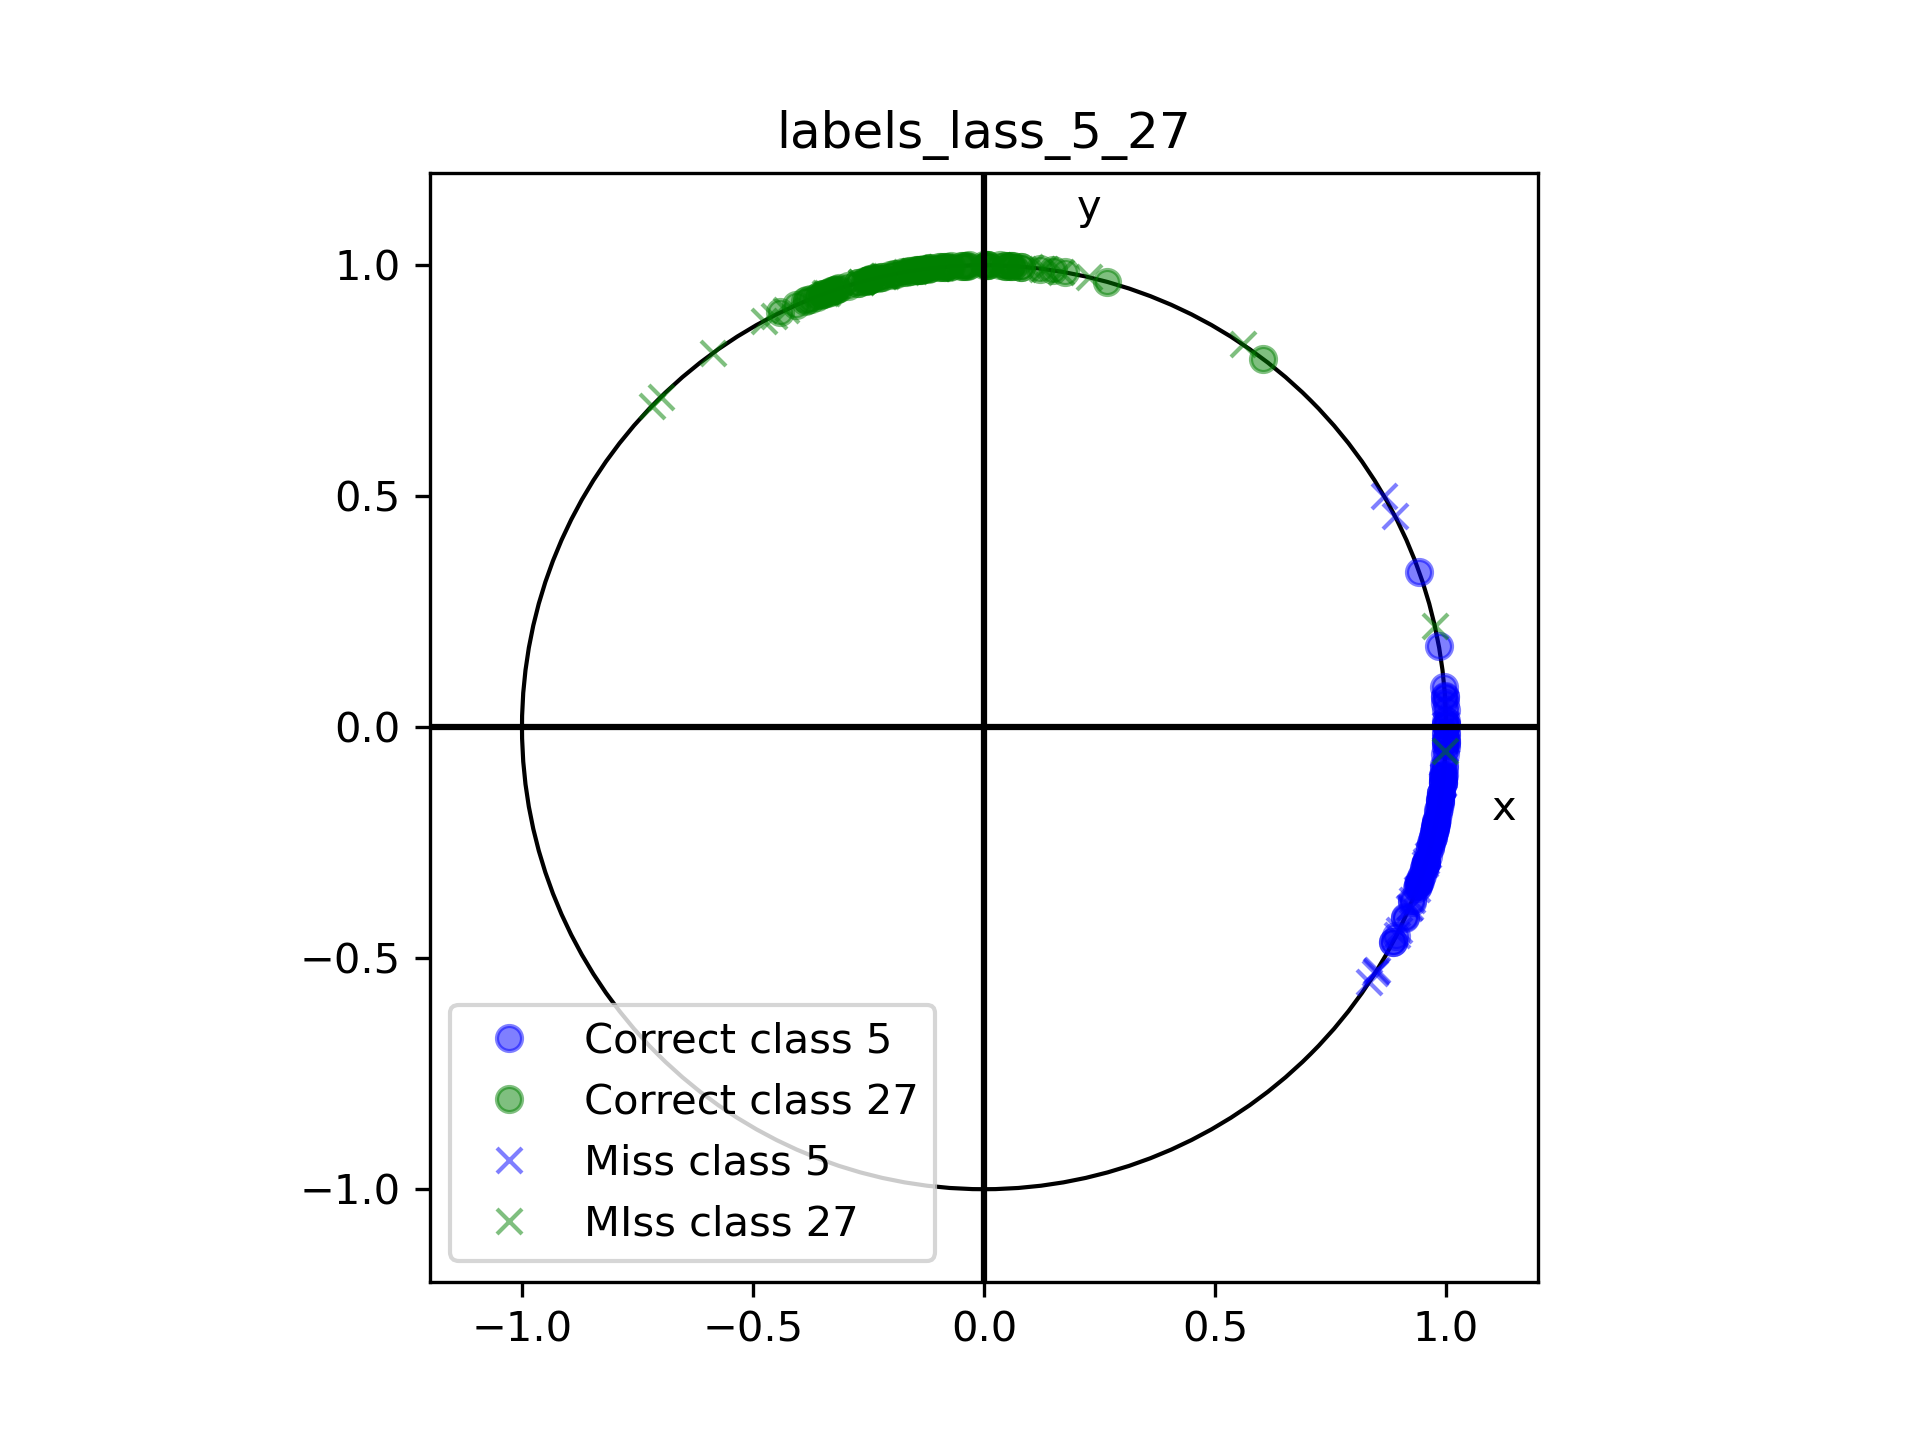 labels_lass_5_27
y
1.0
0.5
0.0
−0.5
−1.0
x
Correct class 5
Correct class 27
Miss class 5
MIss class 27
−1.0 −0.5 0.0 0.5 1.0